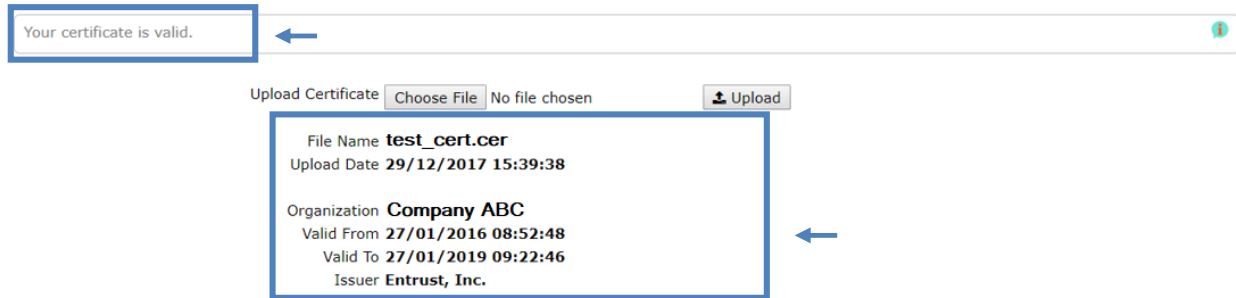 Your certificate is valid.
i
Upload Certificate Choose File No file chosen Upload
File Name test_cert.cer
Upload Date 29/12/2017 15:39:38
Organization Company ABC
Valid From 27/01/2016 08:52:48
Valid To 27/01/2019 09:22:46
Issuer Entrust, Inc.